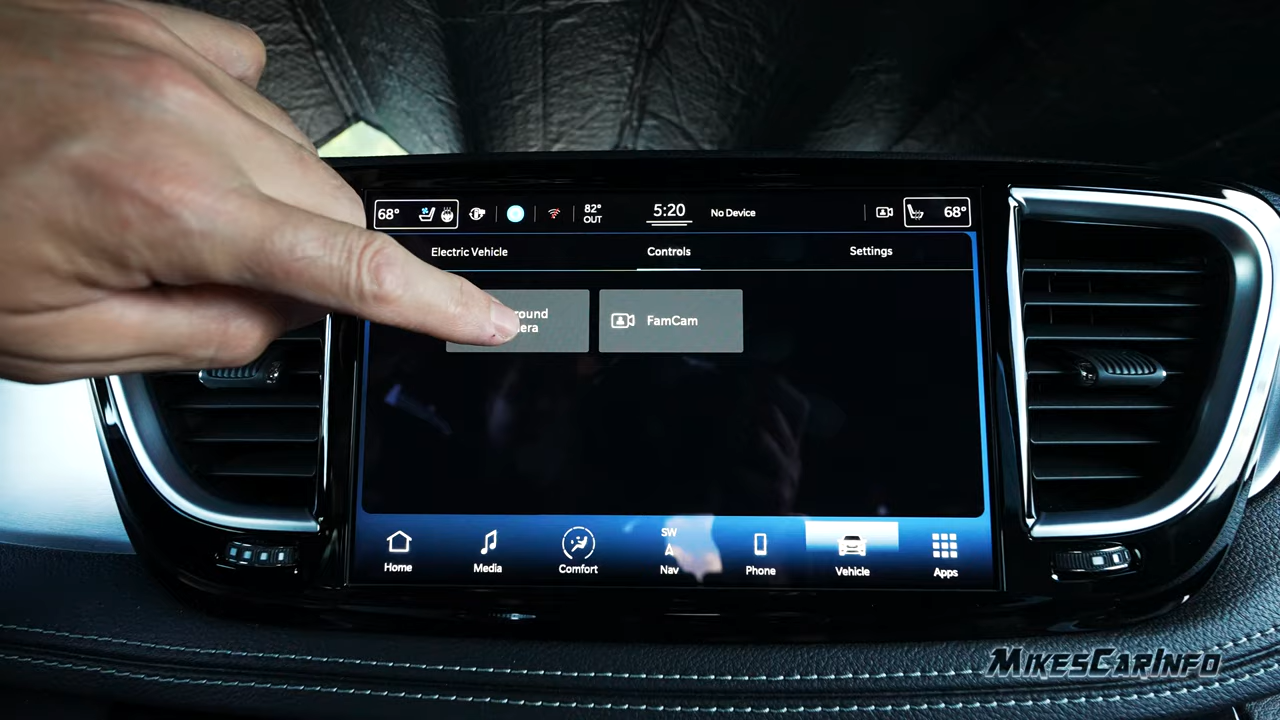 68°
82°
OUT
5:20
No Device
68°
Electric Vehicle
Controls
Settings
round
era
FamCam
SW
Home
Media
Comfort
Nav
Phone
Vehicle
Apps
MikesCarInfo